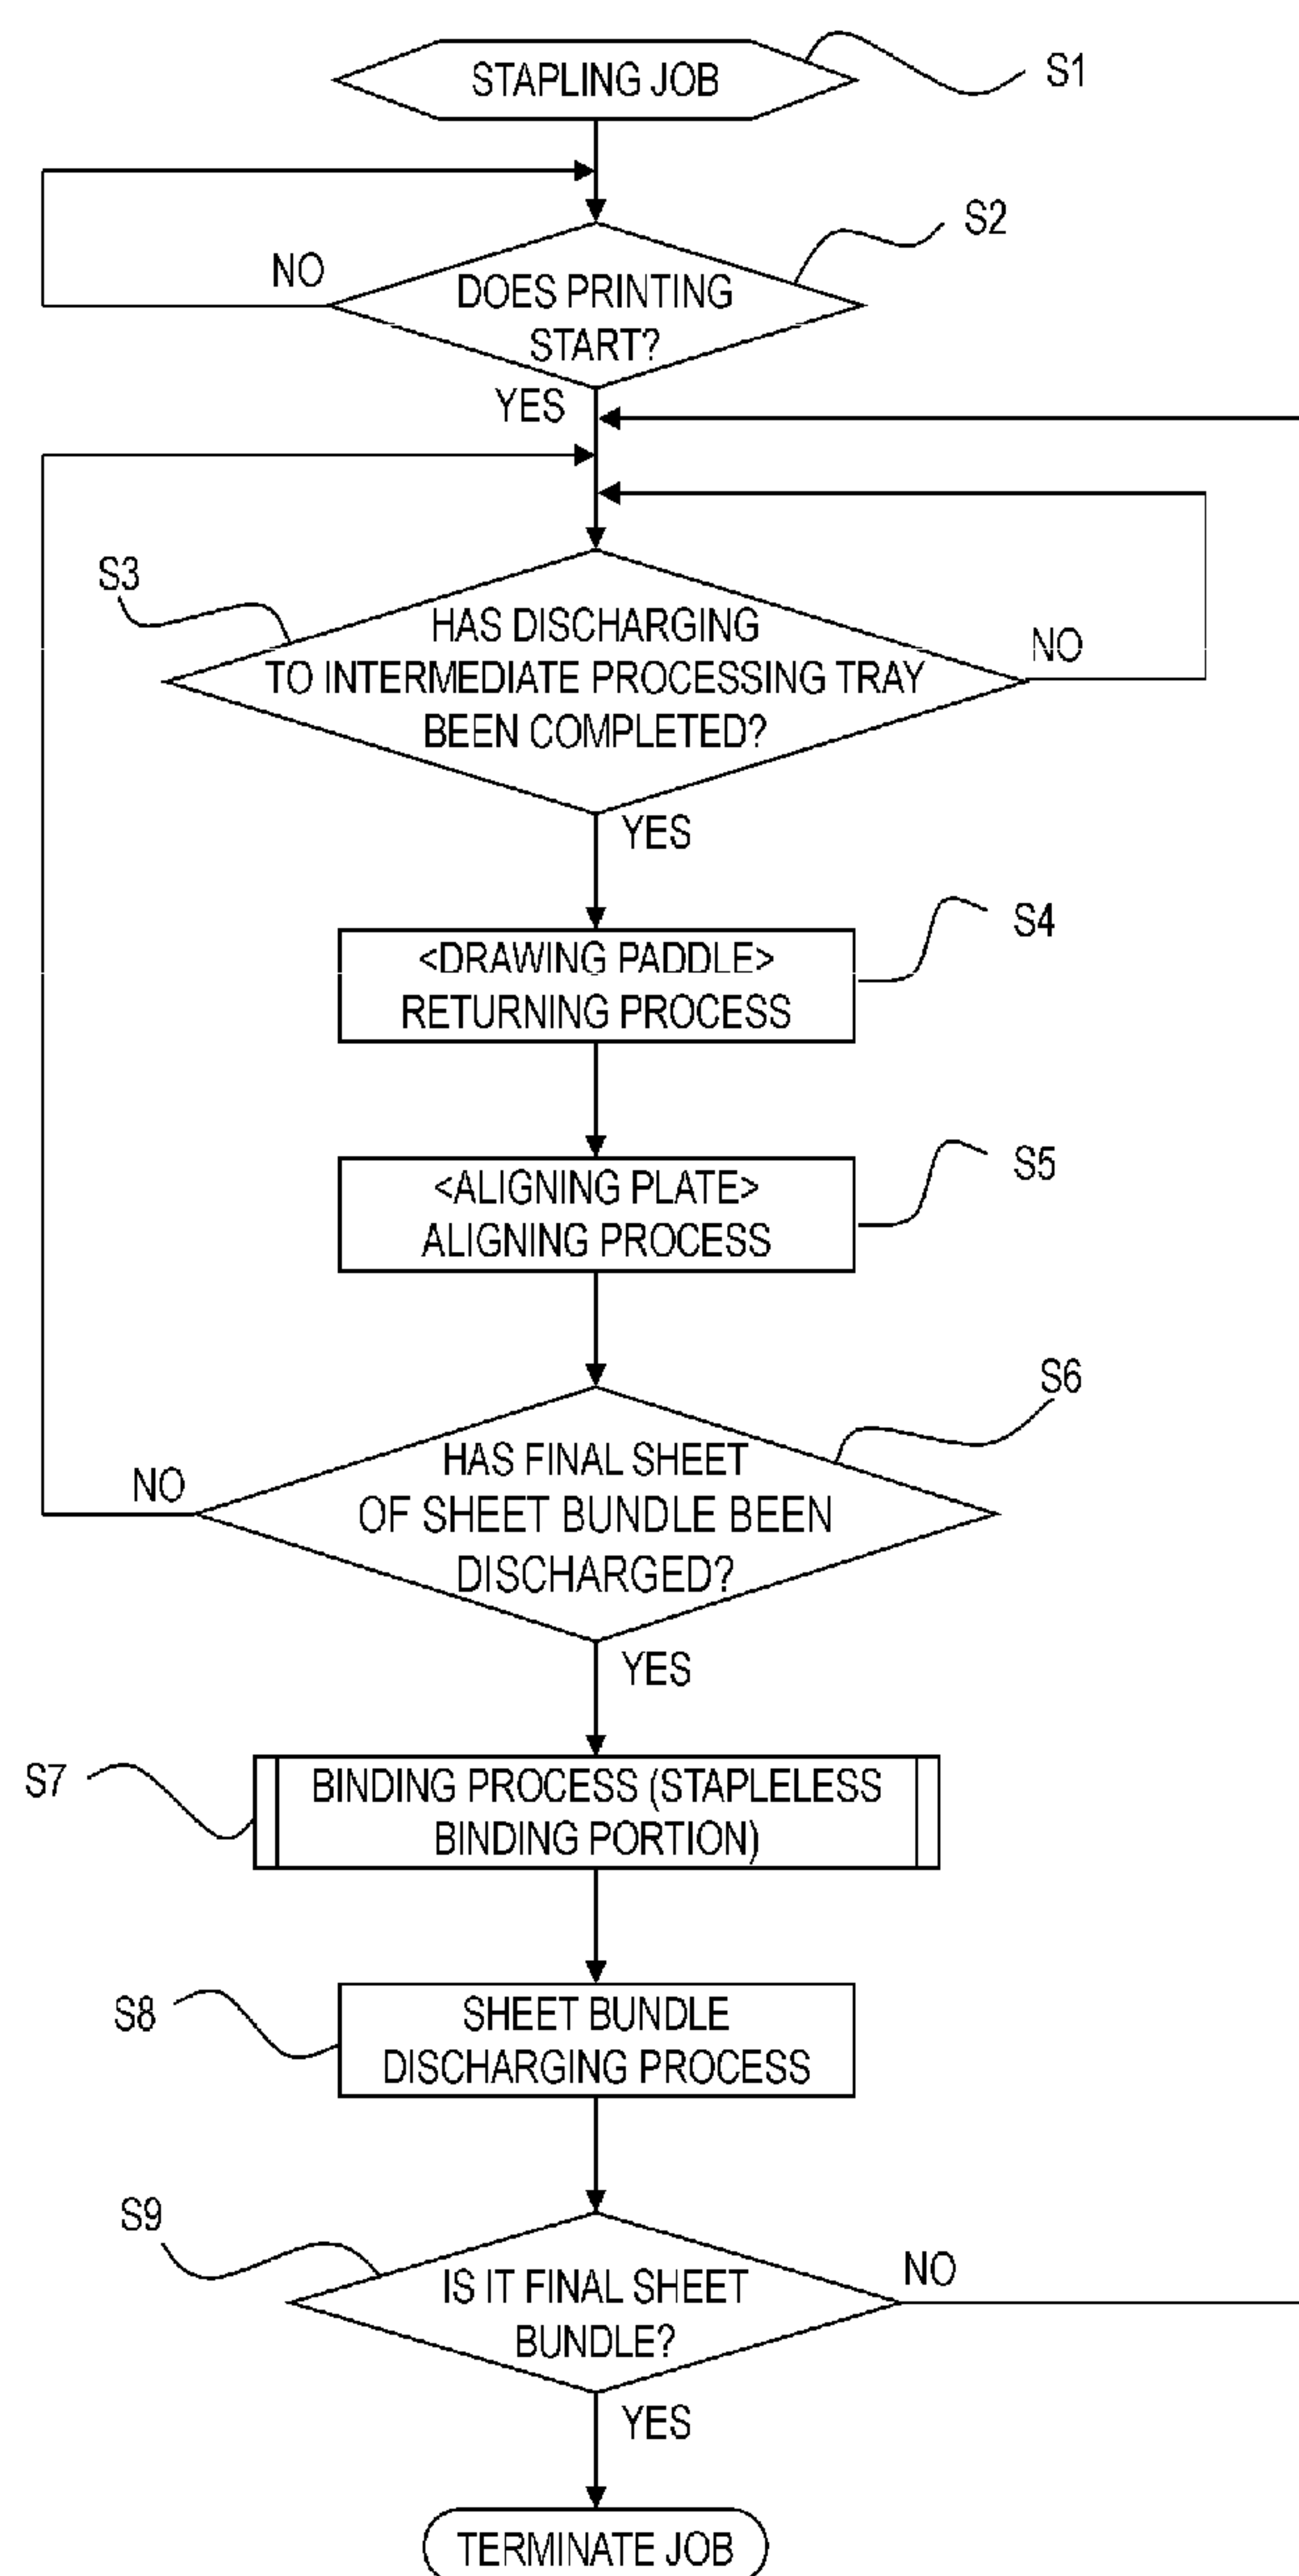 STAPLING JOB
S1
S2
NO
DOES PRINTING
START?
YES
S3
HAS DISCHARGING
TO INTERMEDIATE PROCESSING TRAY
BEEN COMPLETED?
NO
YES
S4
<DRAWING PADDLE>
RETURNING PROCESS
S5
<ALIGNING PLATE>
ALIGNING PROCESS
S6
HAS FINAL SHEET
OF SHEET BUNDLE BEEN
DISCHARGED?
NO
YES
S7
BINDING PROCESS (STAPLELESS
BINDING PORTION)
S8
SHEET BUNDLE
DISCHARGING PROCESS
S9
IS IT FINAL SHEET
BUNDLE?
NO
YES
TERMINATE JOB